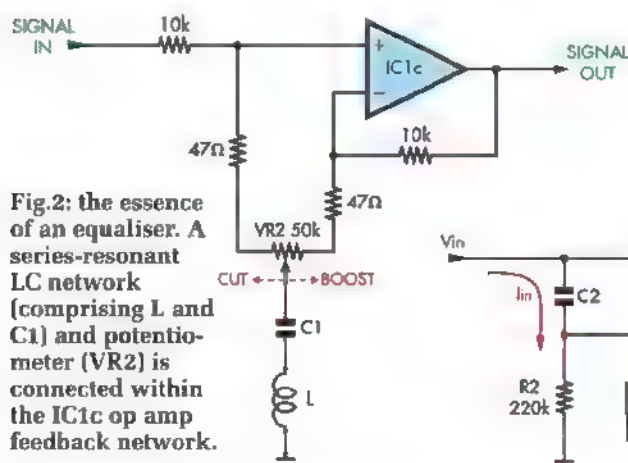 SIGNAL
IN
10k
+
IC1c
–
SIGNAL
OUT
10k
47Ω
47Ω
VR2 50k
CUT
BOOST
C1
L
Fig.2: the essence
of an equaliser. A
series-resonant
LC network
(comprising L and
C1) and potentio-
meter (VR2) is
connected within
the IC1c op amp
feedback network.
Vin
Iin
C2
R2
220k